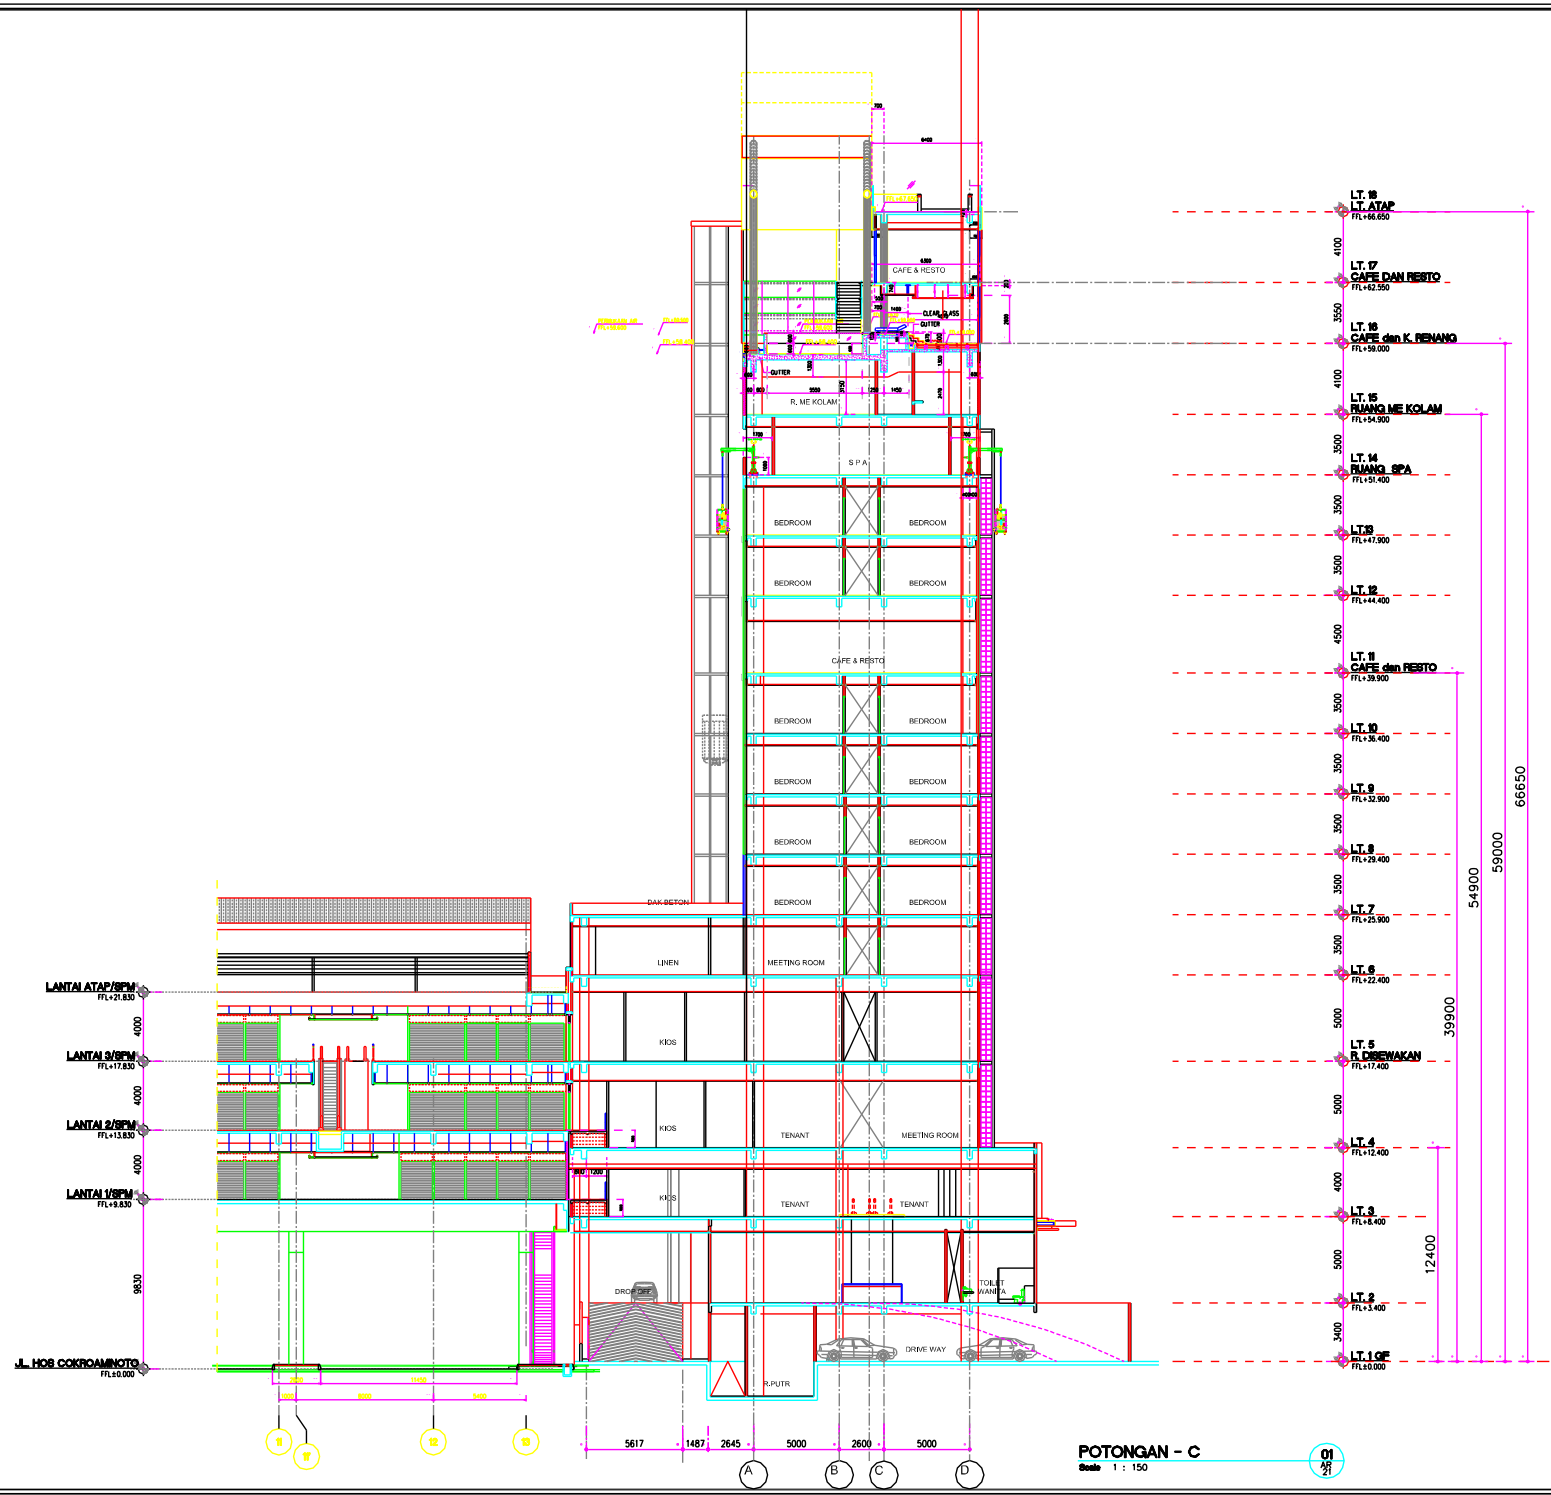 700
6400
LT. 18
LT. ATAP
FFL+66.650
4100
6300
CAFE & RESTO
LT. 17
CAFE DAN RESTO
FFL+62.550
3550
1400
CLEAR GLASS
GUTTER
LT. 16
CAFE dan K. RENANG
FFL+59.000
4100
GUTTER
R. ME KOLAM
LT. 15
RUANG ME KOLAM
FFL+54.900
3500
S P A
LT. 14
RUANG SPA
FFL+51.400
3500
BEDROOM
BEDROOM
LT.13
FFL+47.900
3500
BEDROOM
BEDROOM
LT. 12
FFL+44.400
4500
CAFE & RESTO
LT. 11
CAFE dan RESTO
FFL+39.900
3500
BEDROOM
BEDROOM
LT. 10
FFL+36.400
3500
BEDROOM
BEDROOM
LT. 9
FFL+32.900
3500
BEDROOM
BEDROOM
LT. 8
FFL+29.400
3500
DAK BETON
BEDROOM
BEDROOM
LT. 7
FFL+25.900
3500
LINEN
MEETING ROOM
LT. 6
FFL+22.400
5000
KIOS
LT. 5
R. DISEWAKAN
FFL+17.400
5000
KIOS
TENANT
MEETING ROOM
LT. 4
FFL+12.400
4000
KIOS
TENANT
TENANT
LT. 3
FFL+8.400
5000
DROP OFF
TOILET
WANITA
LT. 2
FFL+3.400
3400
DRIVE WAY
LT. 1 GF
FFL±0.000
R.PUTR
66650
59000
54900
39900
12400
LANTAI ATAP/SPM
FFL+21.830
4000
LANTAI 3/SPM
FFL+17.830
4000
LANTAI 2/SPM
FFL+13.830
4000
LANTAI 1/SPM
FFL+9.830
9830
JL. HOS COKROAMINOTO
FFL±0.000
5617
1487
2645
5000
2600
5000
A
B
C
D
POTONGAN - C
Scale 1 : 150
01
AR
21